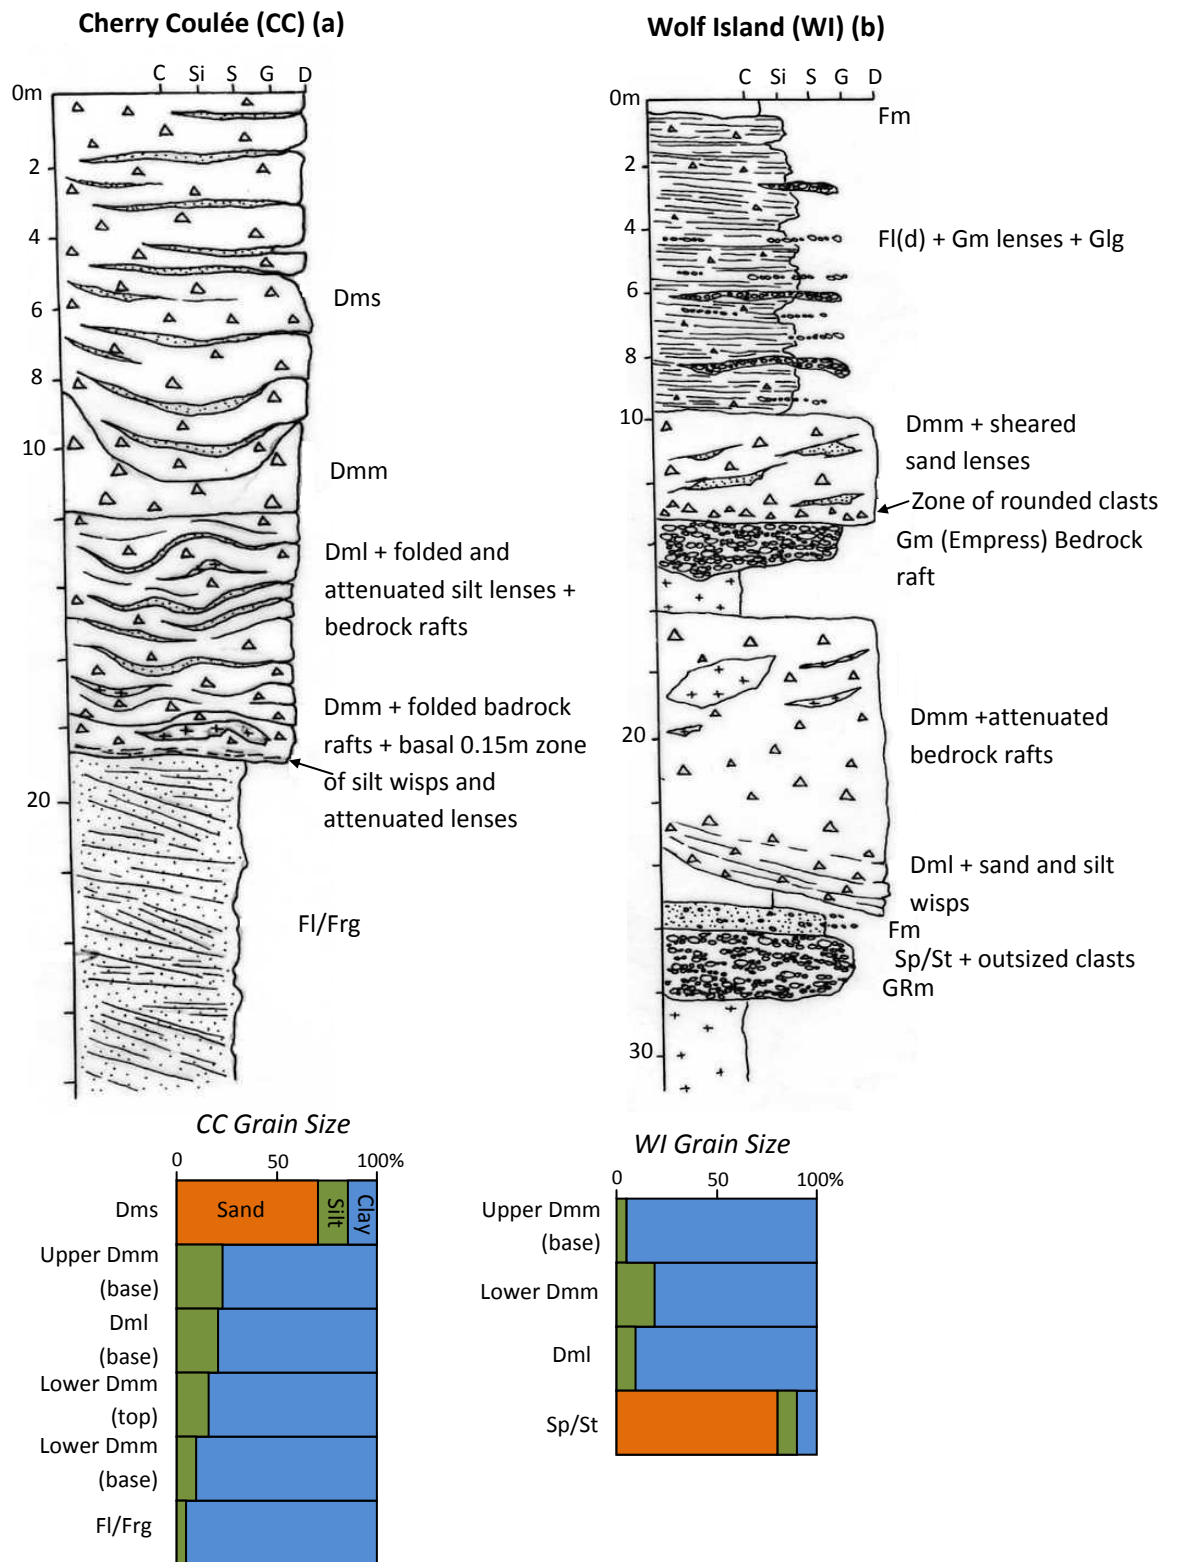 Cherry Coulée (CC) (a)
C Si S G D
0m
2
4
6
8
10
20
Dms
Dmm
Dml + folded and
attenuated silt lenses +
bedrock rafts
Dmm + folded badrock
rafts + basal 0.15m zone
of silt wisps and
attenuated lenses
Fl/Frg
Wolf Island (WI) (b)
C Si S G D
0m
2
4
6
8
10
20
30
Fm
Fl(d) + Gm lenses + Glg
Dmm + sheared
sand lenses
Zone of rounded clasts
Gm (Empress) Bedrock
raft
Dmm +attenuated
bedrock rafts
Dml + sand and silt
wisps
Fm
Sp/St + outsized clasts
GRm
CC Grain Size
0 50 100%
Dms
Sand Silt Clay
Upper Dmm
(base)
Dml
(base)
Lower Dmm
(top)
Lower Dmm
(base)
Fl/Frg
WI Grain Size
0 50 100%
Upper Dmm
(base)
Lower Dmm
Dml
Sp/St